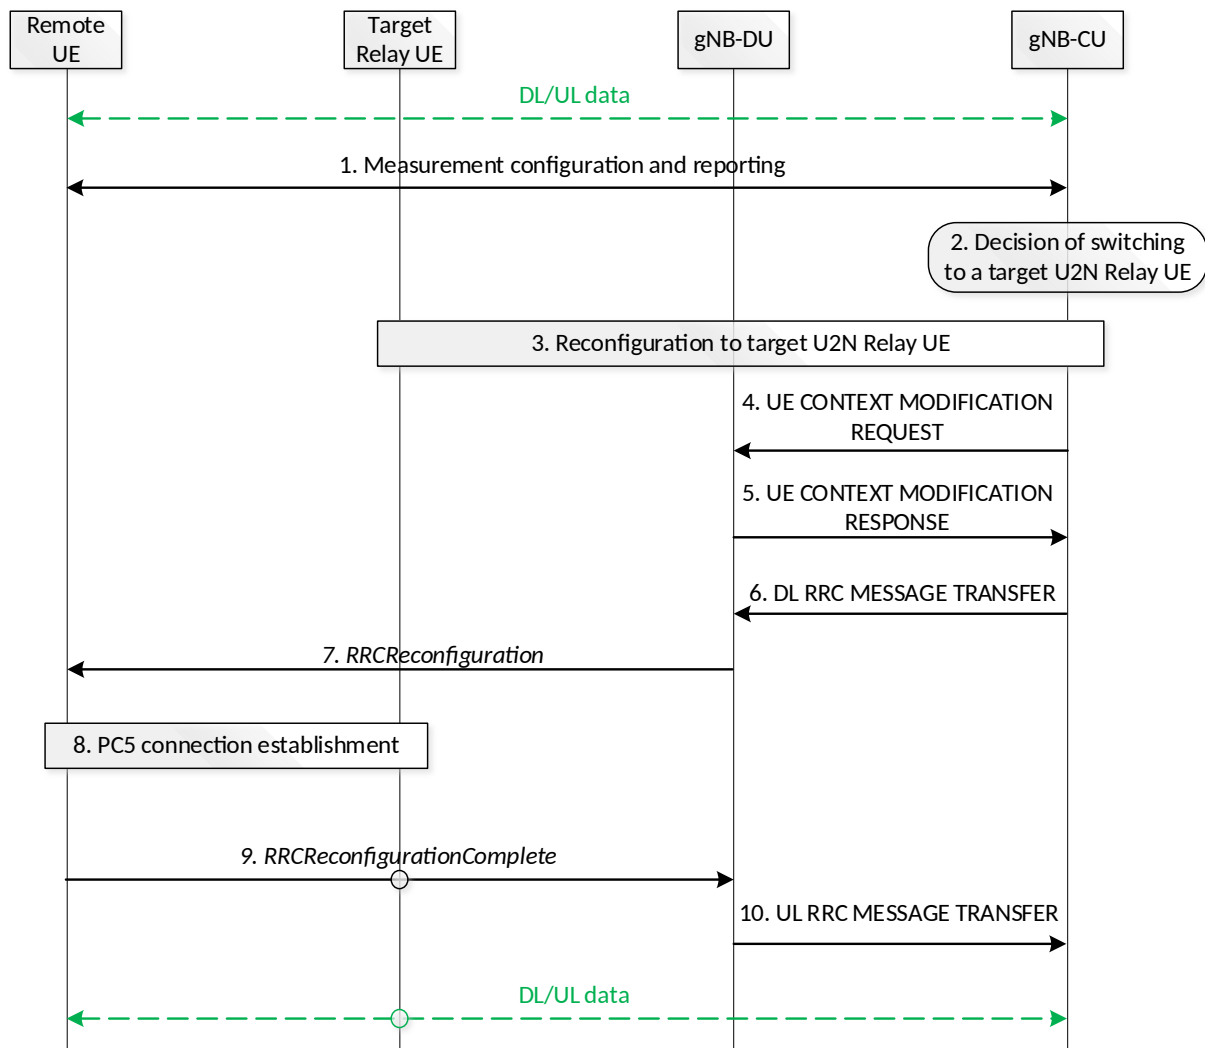 Remote
UE
Target
Relay UE
gNB-DU
gNB-CU
DL/UL data
1. Measurement configuration and reporting
2. Decision of switching
to a target U2N Relay UE
3. Reconfiguration to target U2N Relay UE
4. UE CONTEXT MODIFICATION
REQUEST
5. UE CONTEXT MODIFICATION
RESPONSE
6. DL RRC MESSAGE TRANSFER
7. RRCReconfiguration
8. PC5 connection establishment
9. RRCReconfigurationComplete
10. UL RRC MESSAGE TRANSFER
DL/UL data